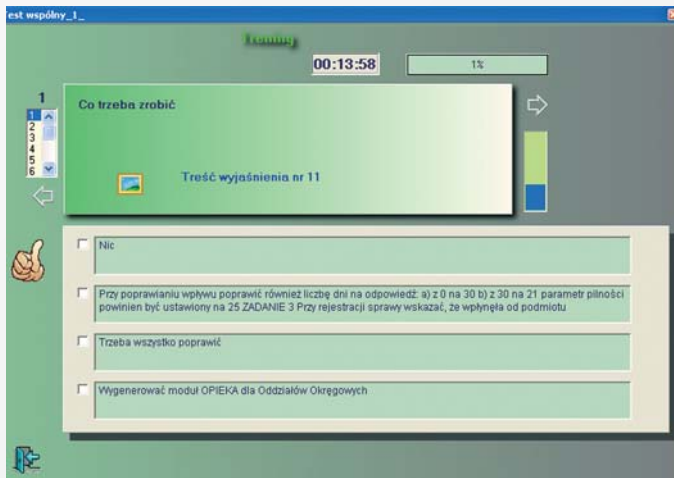 est wspólny_1_
Trening
00:13:58
1%
1
1
2
3
4
5
6
Co trzeba zrobić
Treść wyjaśnienia nr 11
Nic
Przy poprawianiu wpływu poprawić również liczbę dni na odpowiedź: a) z 0 na 30 b) z 30 na 21 parametr pilności
powinien być ustawiony na 25 ZADANIE 3 Przy rejestracji sprawy wskazać, że wpłynęła od podmiotu
Trzeba wszystko poprawić
Wygenerować moduł OPIEKA dla Oddziałów Okręgowych